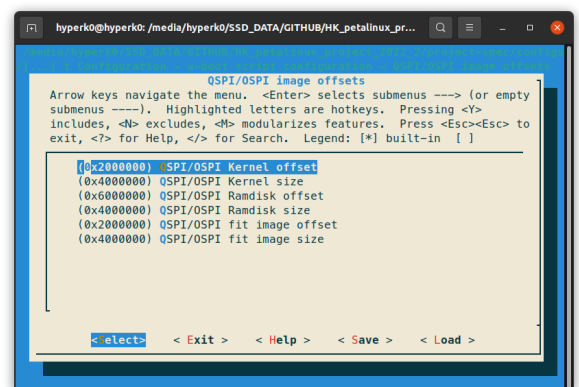 hyperk0@hyperk0: /media/hyperk0/SSD_DATA/GITHUB/HK_petalinux_pr...
QSPI/OSPI image offsets
Arrow keys navigate the menu. <Enter> selects submenus ---> (or empty
submenus ----). Highlighted letters are hotkeys. Pressing <Y>
includes, <N> excludes, <M> modularizes features. Press <Esc><Esc> to
exit, <?> for Help, </> for Search. Legend: [*] built-in [ ]
(0x2000000) QSPI/OSPI Kernel offset
(0x4000000) QSPI/OSPI Kernel size
(0x6000000) QSPI/OSPI Ramdisk offset
(0x4000000) QSPI/OSPI Ramdisk size
(0x2000000) QSPI/OSPI fit image offset
(0x4000000) QSPI/OSPI fit image size
<Select> < Exit > < Help > < Save > < Load >